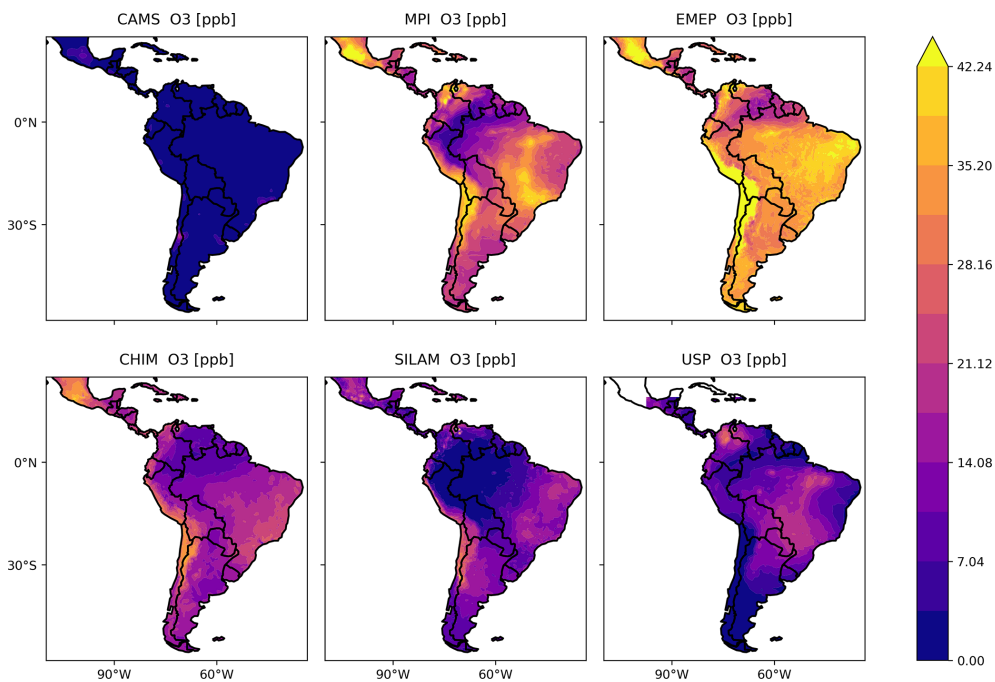 CAMS O3 [ppb]
MPI O3 [ppb]
EMEP O3 [ppb]
0°N
30°S
90°W
60°W
CHIM O3 [ppb]
SILAM O3 [ppb]
USP O3 [ppb]
0°N
30°S
90°W 60°W
90°W 60°W
90°W 60°W
42.24
35.20
28.16
21.12
14.08
7.04
0.00